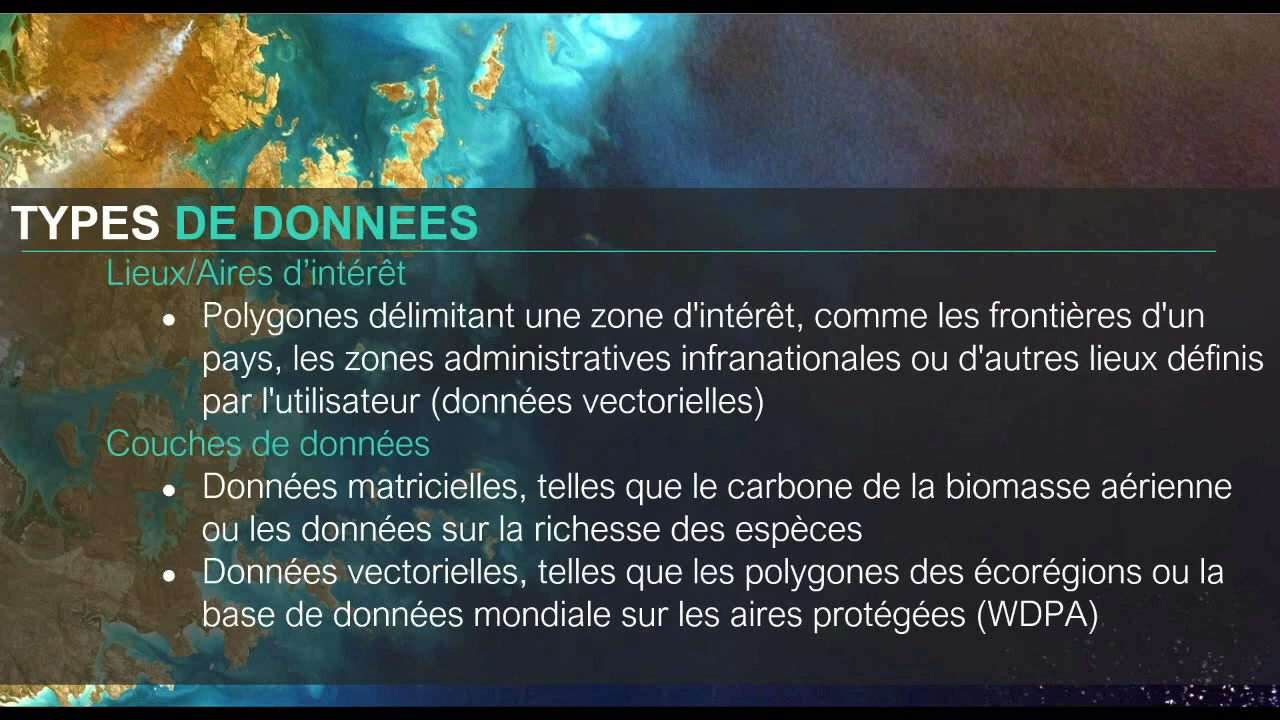 TYPES DE DONNEES
Lieux/Aires d’intérêt
● Polygones délimitant une zone d'intérêt, comme les frontières d'un
pays, les zones administratives infranationales ou d'autres lieux définis
par l'utilisateur (données vectorielles)
Couches de données
● Données matricielles, telles que le carbone de la biomasse aérienne
ou les données sur la richesse des espèces
● Données vectorielles, telles que les polygones des écorégions ou la
base de données mondiale sur les aires protégées (WDPA)